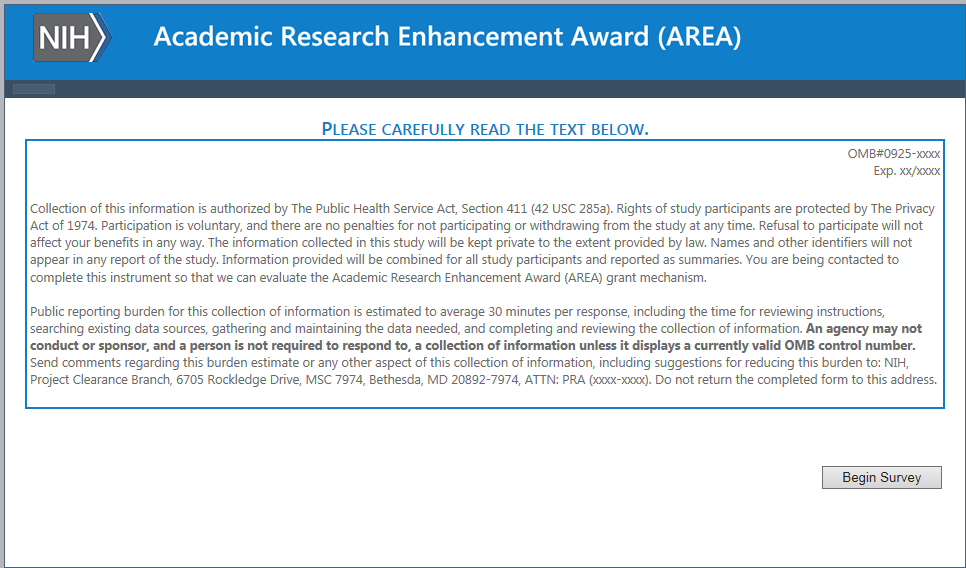 NIH
Academic Research Enhancement Award (AREA)
PLEASE CAREFULLY READ THE TEXT BELOW.
OMB#0925-xxxx
Exp. xx/xxxx
Collection of this information is authorized by The Public Health Service Act, Section 411 (42 USC 285a). Rights of study participants are protected by The Privacy
Act of 1974. Participation is voluntary, and there are no penalties for not participating or withdrawing from the study at any time. Refusal to participate will not
affect your benefits in any way. The information collected in this study will be kept private to the extent provided by law. Names and other identifiers will not
appear in any report of the study. Information provided will be combined for all study participants and reported as summaries. You are being contacted to
complete this instrument so that we can evaluate the Academic Research Enhancement Award (AREA) grant mechanism.
Public reporting burden for this collection of information is estimated to average 30 minutes per response, including the time for reviewing instructions,
searching existing data sources, gathering and maintaining the data needed, and completing and reviewing the collection of information. An agency may not
conduct or sponsor, and a person is not required to respond to, a collection of information unless it displays a currently valid OMB control number.
Send comments regarding this burden estimate or any other aspect of this collection of information, including suggestions for reducing this burden to: NIH,
Project Clearance Branch, 6705 Rockledge Drive, MSC 7974, Bethesda, MD 20892-7974, ATTN: PRA (xxxx-xxxx). Do not return the completed form to this address.
Begin Survey